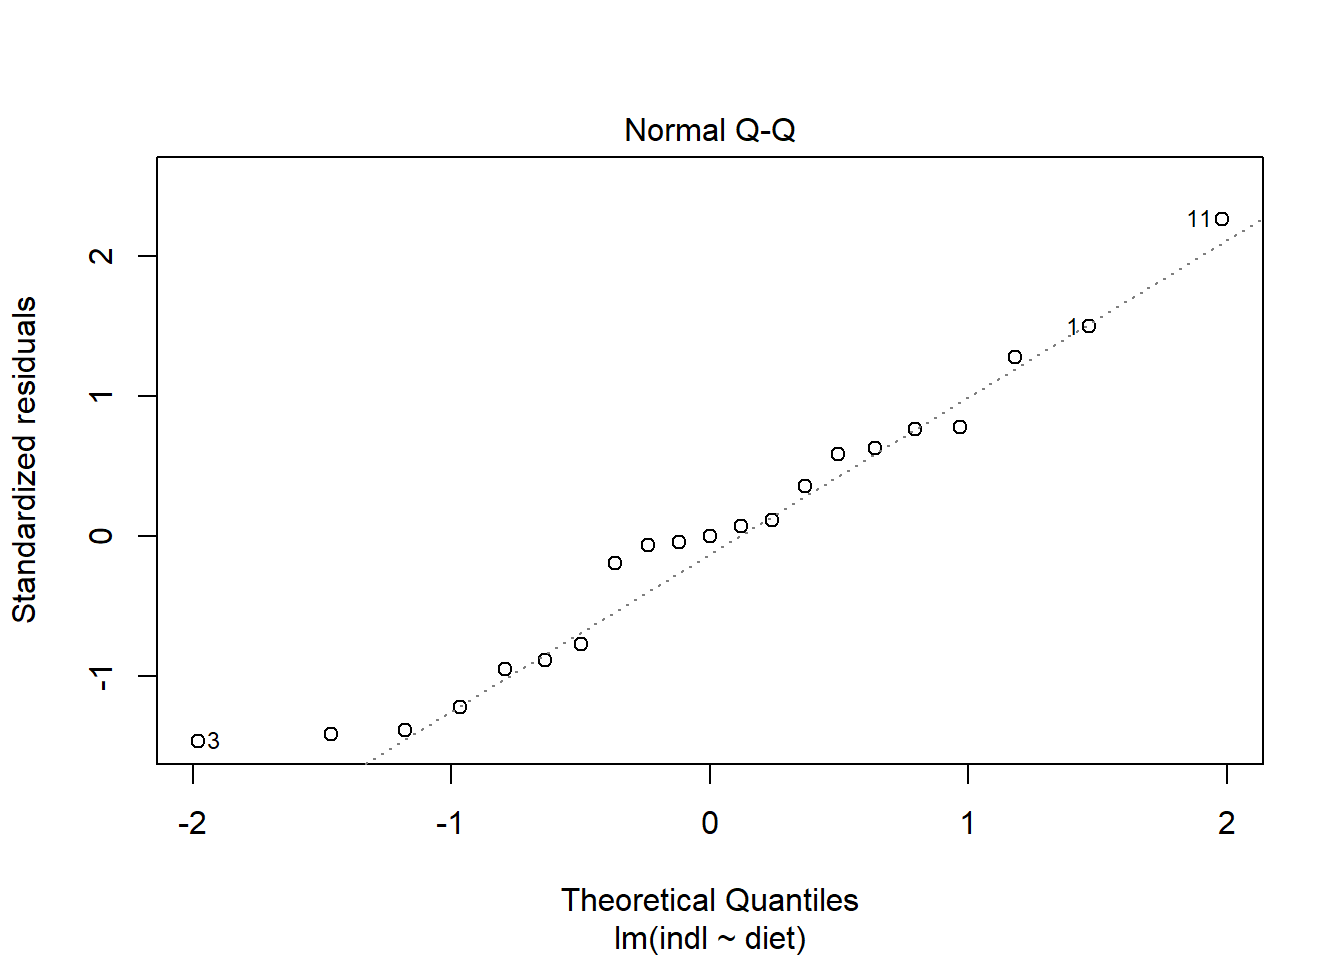 Normal Q-Q
Standardized residuals
2
1
0
-1
11
1
3
-2 -1 0 1 2
Theoretical Quantiles
lm(indl ~ diet)